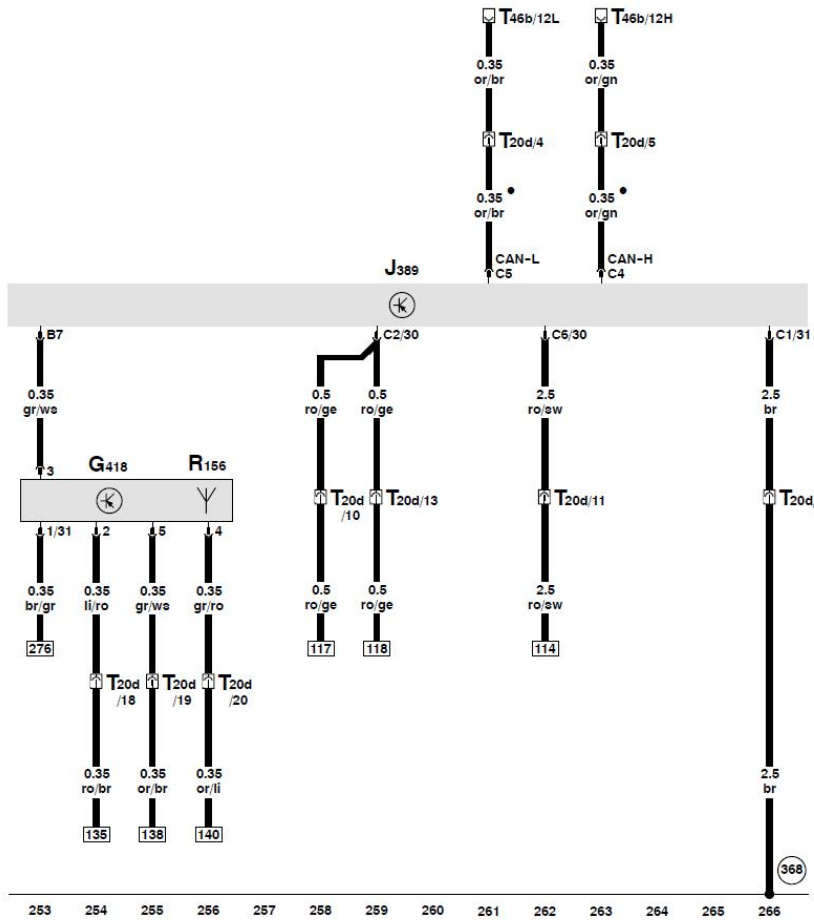 T46b/12L T46b/12H
0.35 0.35
or/br or/gn
T20d/4 T20d/5
0.35 0.35
or/br or/gn
CAN-L CAN-H
J389 C5 C4
B7 C2/30 C6/30 C1/31
0.35 0.5 0.5 2.5 2.5
gr/ws ro/ge ro/ge ro/sw br
G418 R156
3
T20d T20d/13 T20d/11 T20d/
/10
1/31 2 5 4
0.35 0.35 0.35 0.35 0.5 0.5 2.5
br/gr li/ro gr/ws gr/ro ro/ge ro/ge ro/sw
276 117 118 114
T20d T20d T20d
/18 /19 /20
0.35 0.35 0.35 2.5
ro/br or/br or/li br
135 138 140
368
253 254 255 256 257 258 259 260 261 262 263 264 265 266